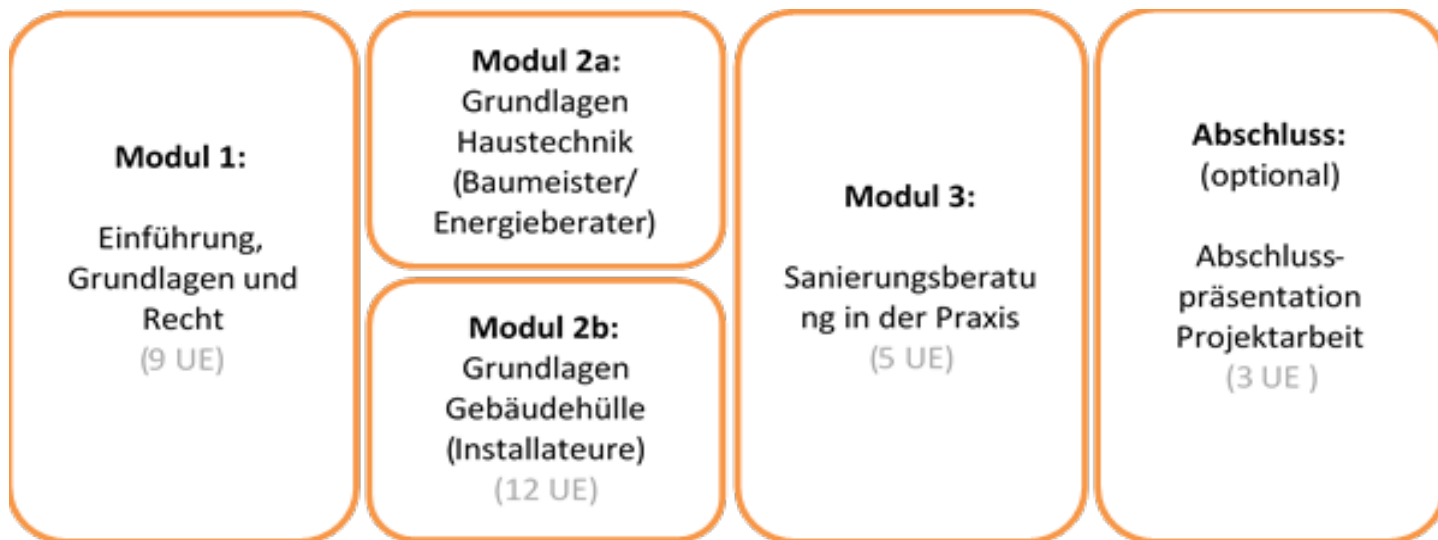 Modul 1:
Einführung,
Grundlagen und
Recht
(9 UE)
Modul 2a:
Grundlagen
Haustechnik
(Baumeister/
Energieberater)
Modul 2b:
Grundlagen
Gebäudehülle
(Installateure)
(12 UE)
Modul 3:
Sanierungsberatu
ng in der Praxis
(5 UE)
Abschluss:
(optional)
Abschluss-
präsentation
Projektarbeit
(3 UE )